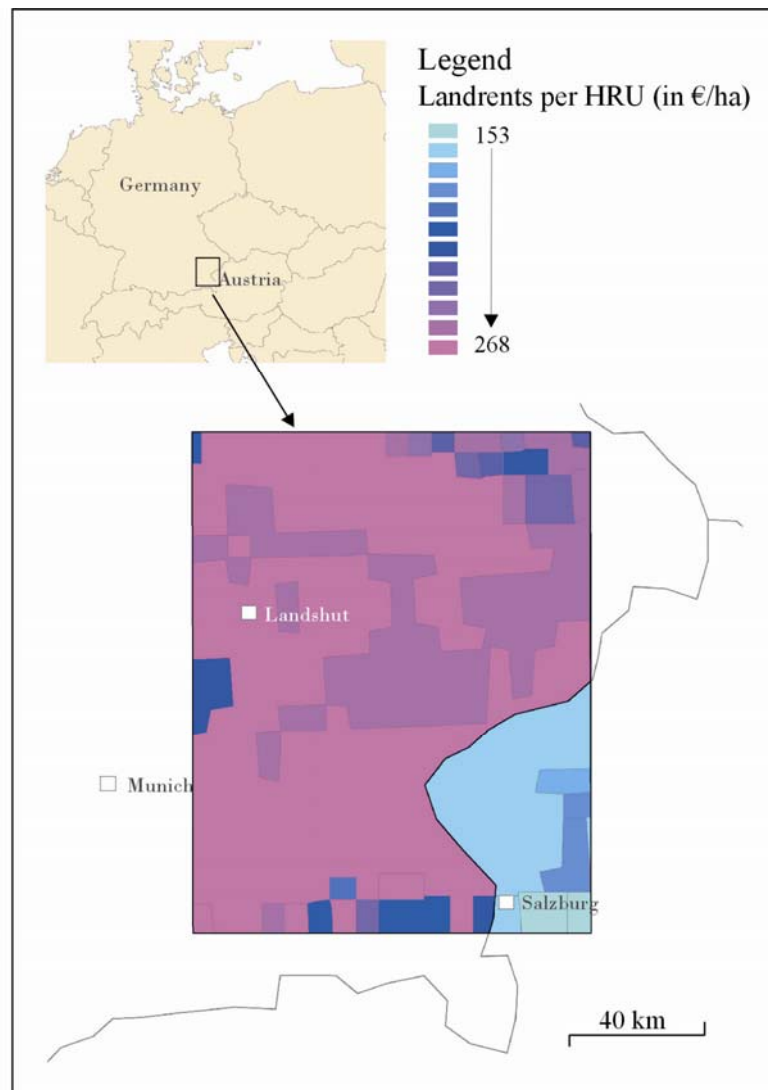 Legend
Landrents per HRU (in €/ha)
153
268
Germany
Austria
Landshut
Munich
Salzburg
40 km